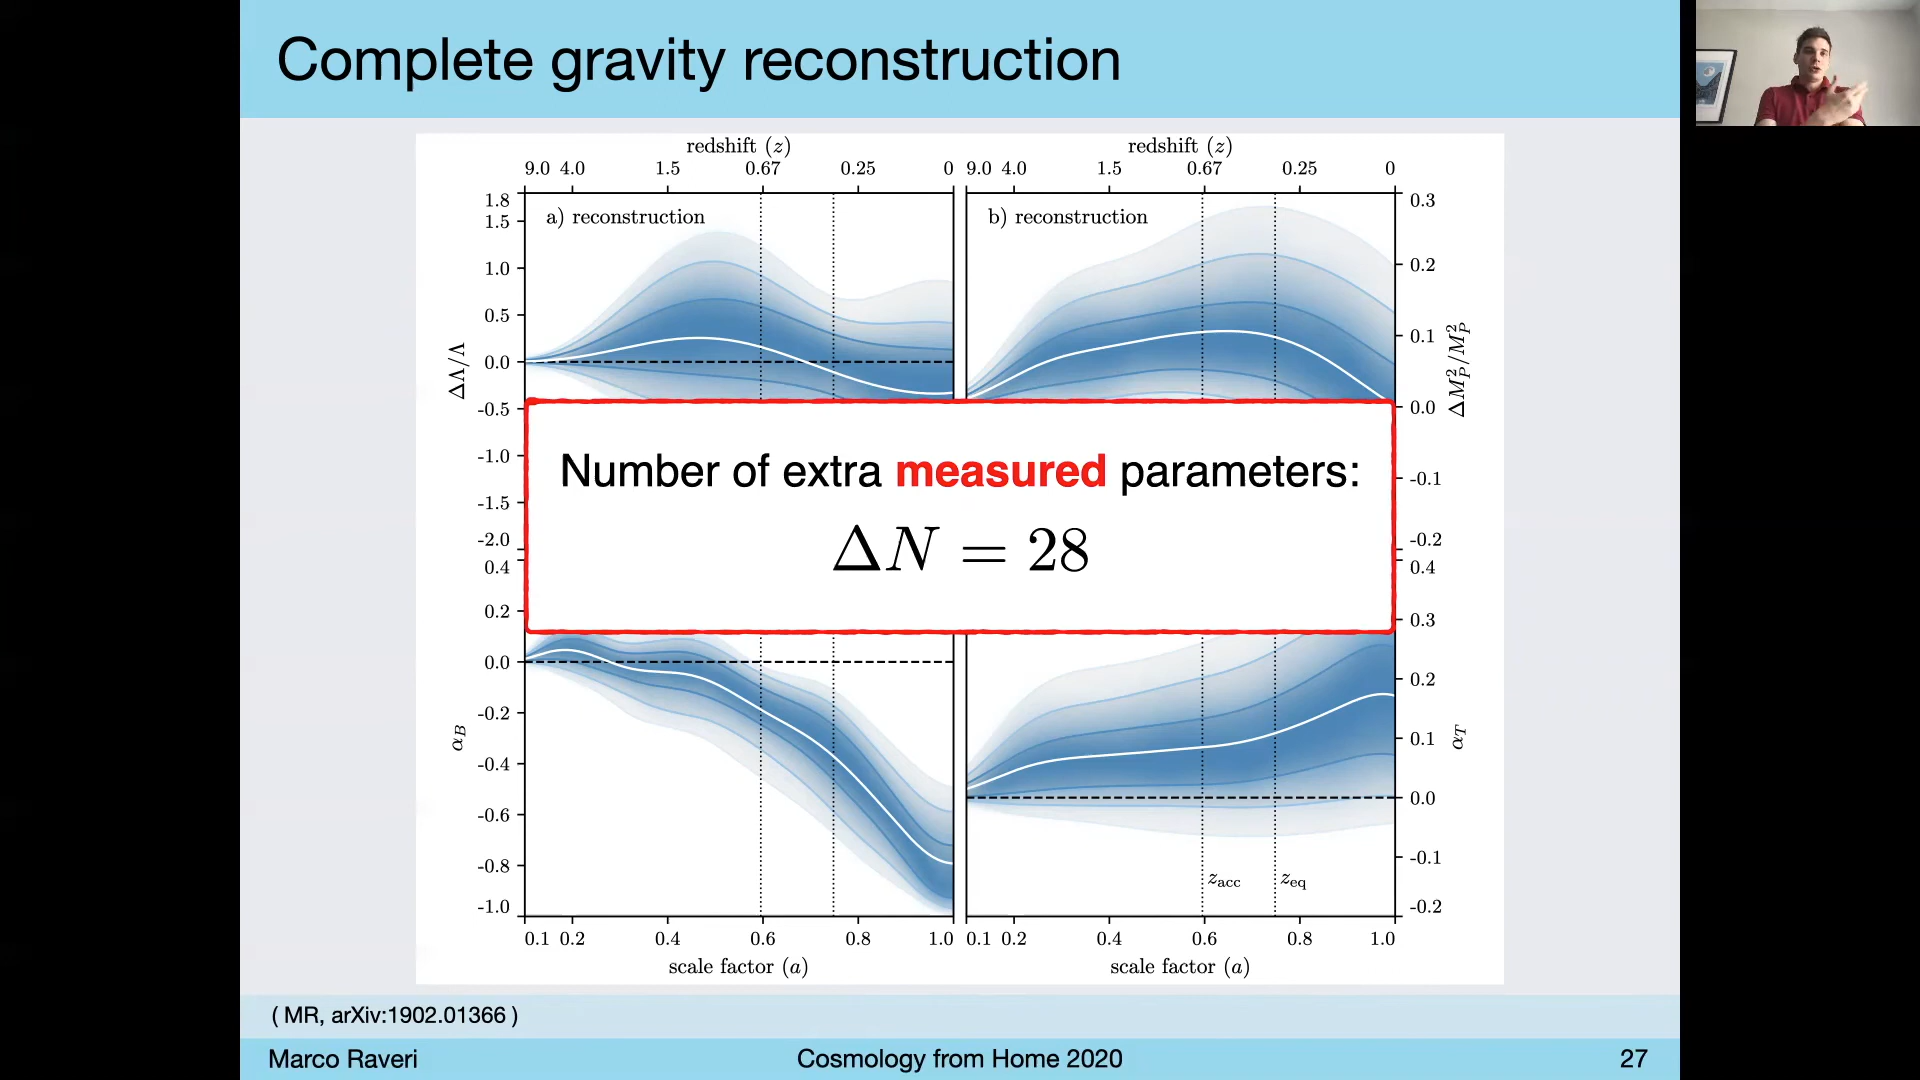 Complete gravity reconstruction
redshift (z)
redshift (z)
9.0 4.0 1.5 0.67 0.25 0
9.0 4.0 1.5 0.67 0.25 0
a) reconstruction
b) reconstruction
1.8
1.5
1.0
0.5
0.0
-0.5
-1.0
-1.5
-2.0
ΔΛ/Λ
0.3
0.2
0.1
0.0
-0.1
-0.2
ΔM_P^2/M_P^2
Number of extra measured parameters:
ΔN = 28
0.4
0.2
0.0
-0.2
-0.4
-0.6
-0.8
-1.0
α_B
0.4
0.3
0.2
0.1
0.0
-0.1
-0.2
α_T
z_acc
z_eq
0.1 0.2 0.4 0.6 0.8 1.0
0.1 0.2 0.4 0.6 0.8 1.0
scale factor (a)
scale factor (a)
( MR, arXiv:1902.01366 )
Marco Raveri
Cosmology from Home 2020
27